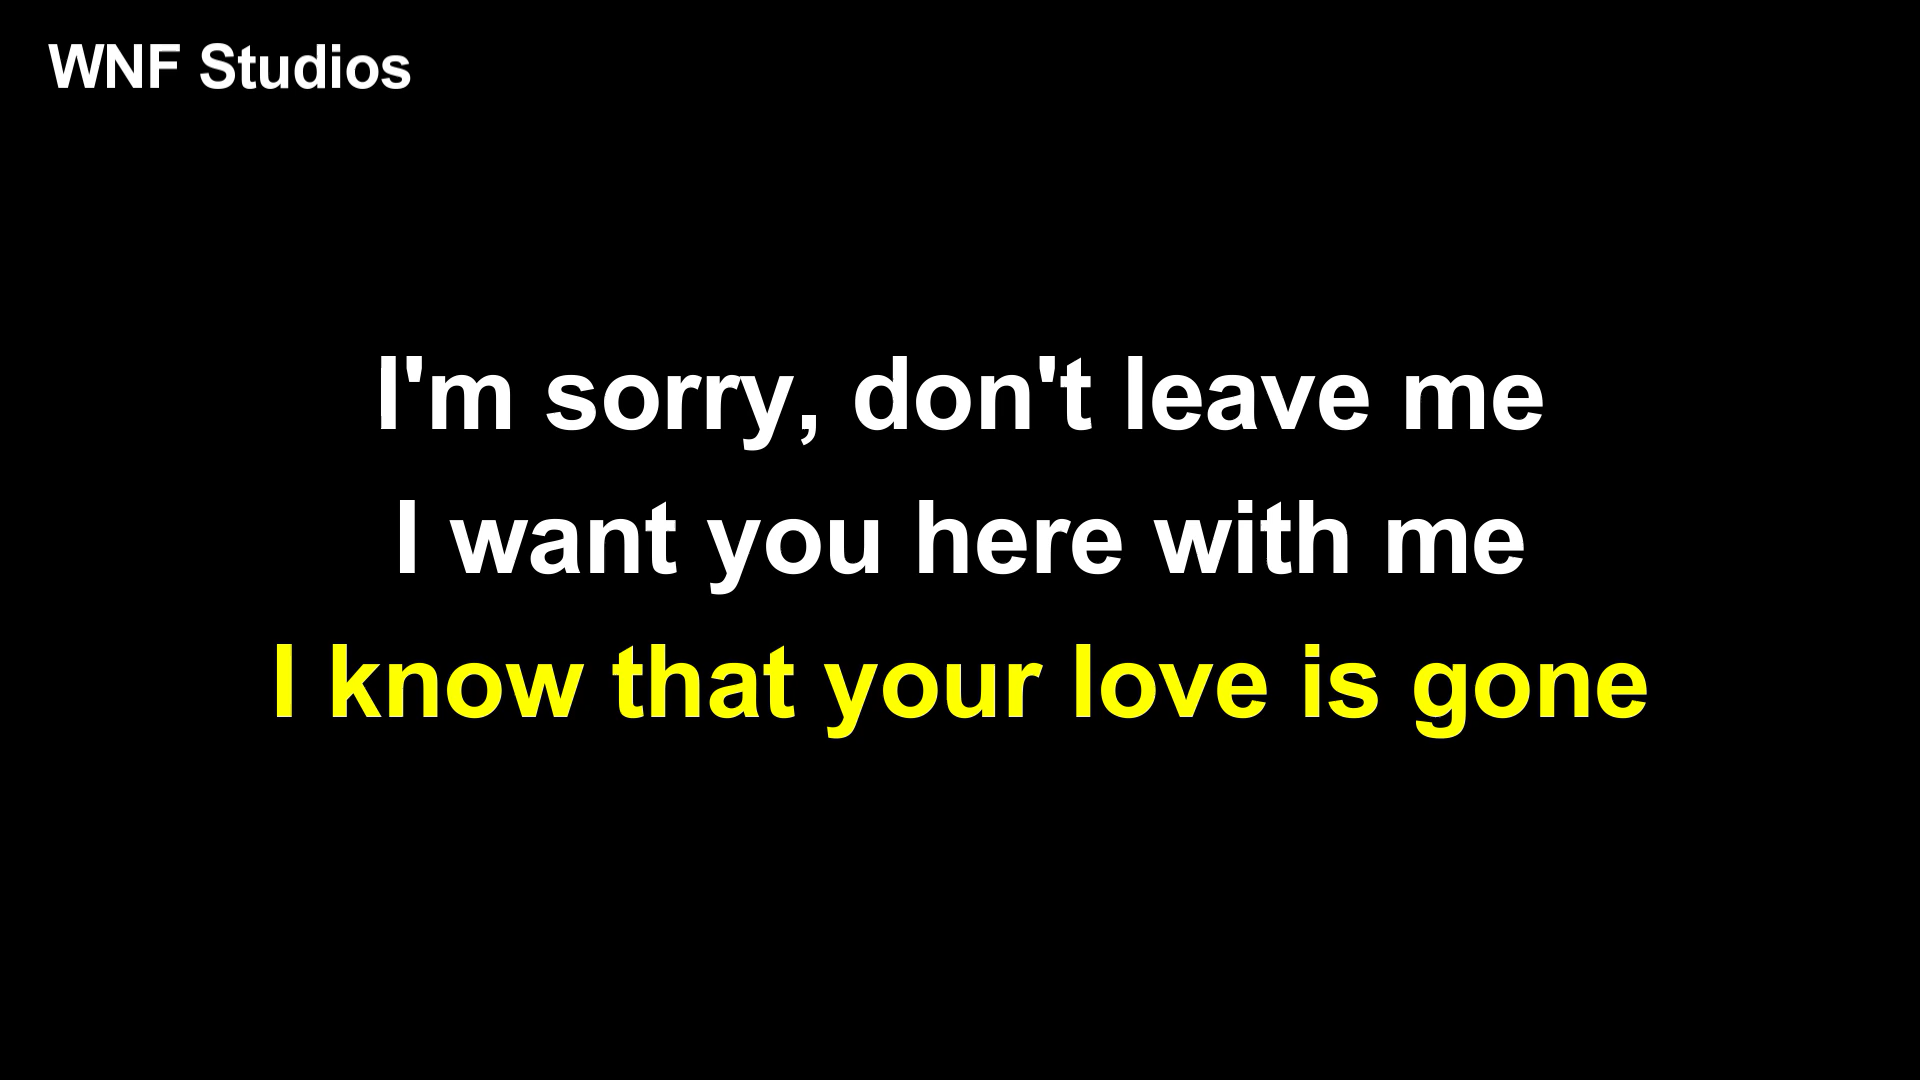 WNF Studios
I'm sorry, don't leave me
I want you here with me
I know that your love is gone